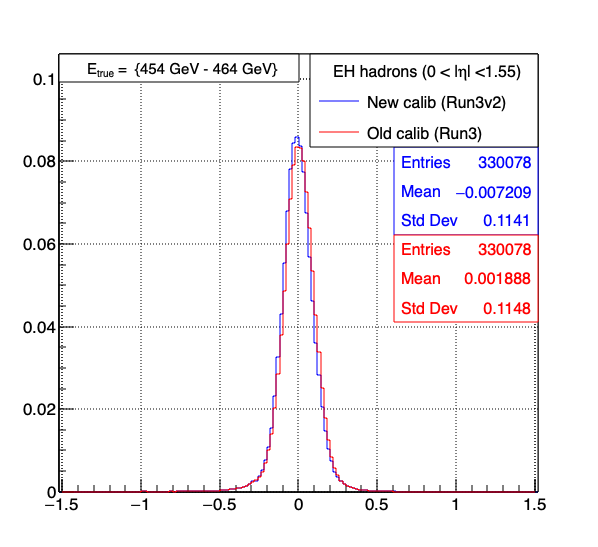 E_true = {454 GeV - 464 GeV}
EH hadrons (0 < |η| <1.55)
New calib (Run3v2)
Old calib (Run3)
Entries 330078
Mean −0.007209
Std Dev 0.1141
Entries 330078
Mean 0.001888
Std Dev 0.1148
0.1
0.08
0.06
0.04
0.02
0
−1.5 −1 −0.5 0 0.5 1 1.5